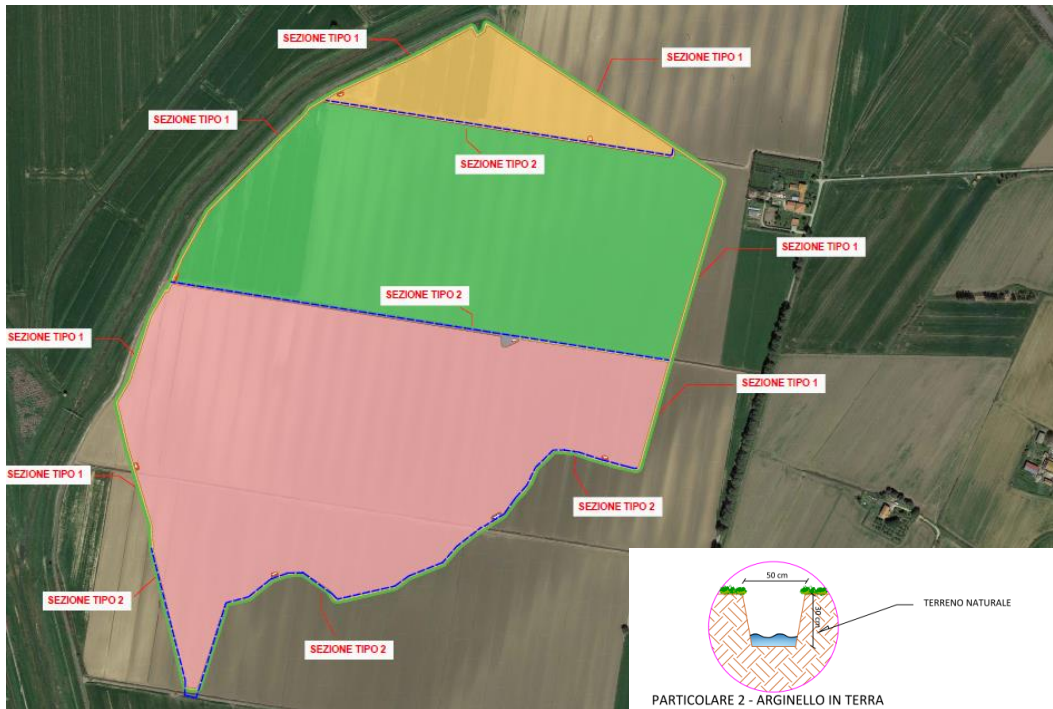 SEZIONE TIPO 1
SEZIONE TIPO 1
SEZIONE TIPO 1
SEZIONE TIPO 2
SEZIONE TIPO 1
SEZIONE TIPO 2
SEZIONE TIPO 1
SEZIONE TIPO 1
SEZIONE TIPO 1
SEZIONE TIPO 2
SEZIONE TIPO 2
SEZIONE TIPO 2
50 cm
30 cm
TERRENO NATURALE
PARTICOLARE 2 - ARGINELLO IN TERRA